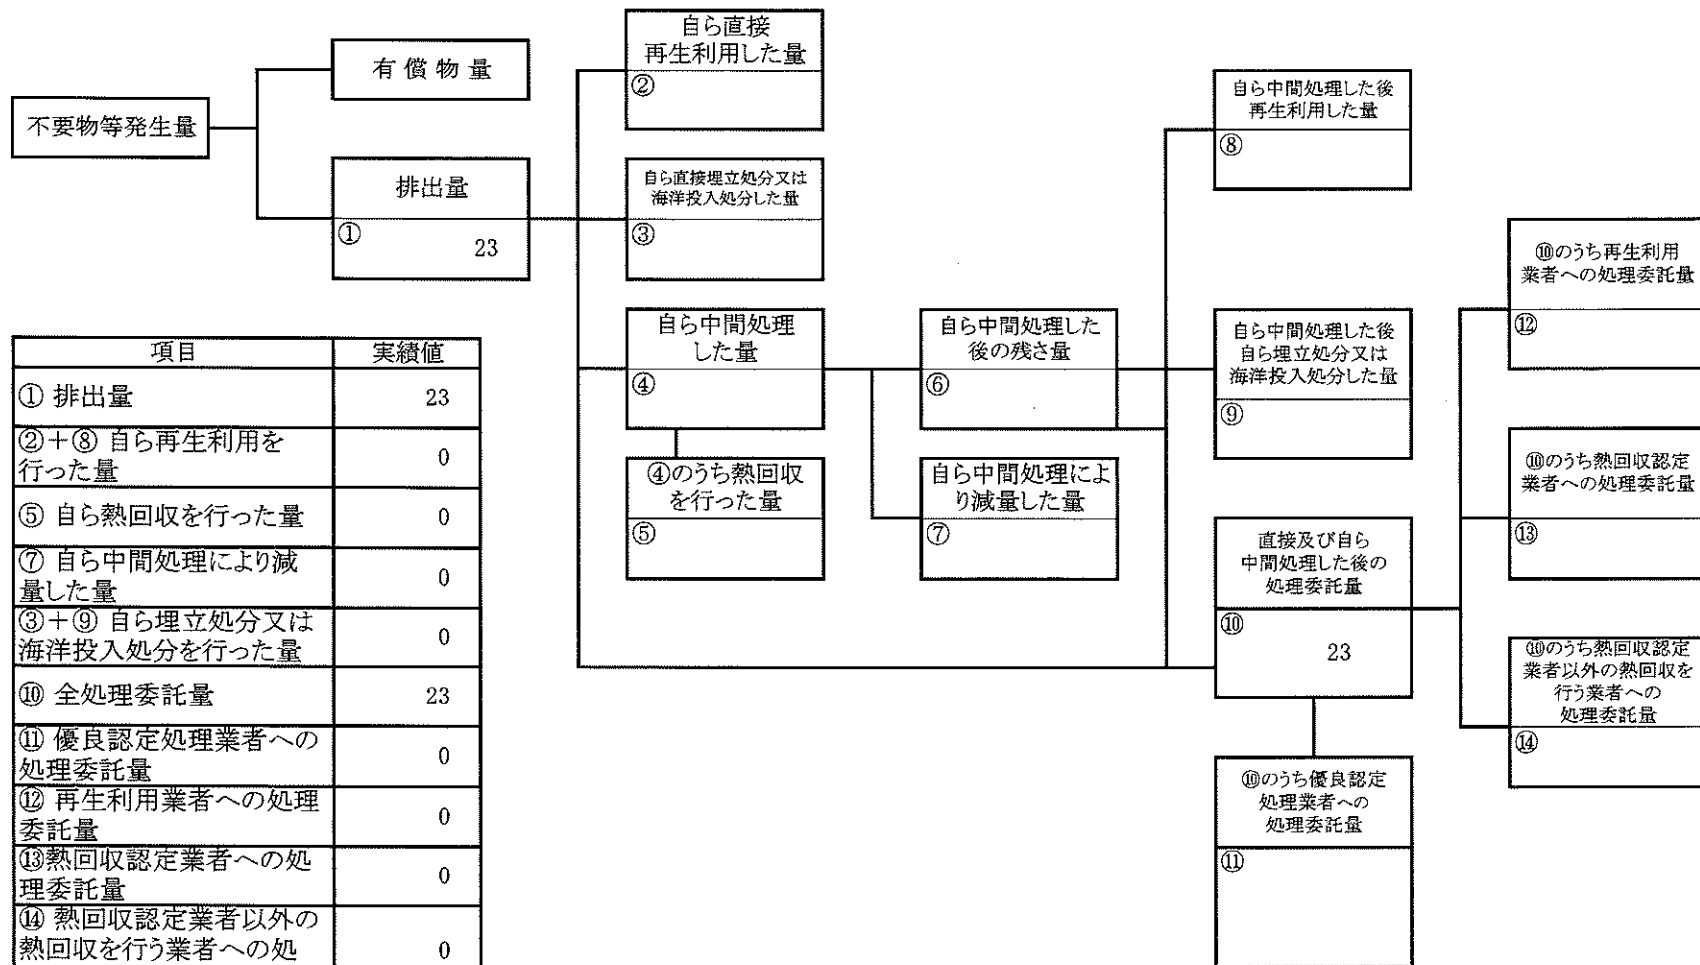 不要物等発生量
有償物量
排出量
①
23
自ら直接
再生利用した量
②
自ら直接埋立処分又は
海洋投入処分した量
③
自ら中間処理
した量
④
④のうち熱回収
を行った量
⑤
自ら中間処理した
後の残さ量
⑥
自ら中間処理によ
り減量した量
⑦
自ら中間処理した後
再生利用した量
⑧
自ら中間処理した後
自ら埋立処分又は
海洋投入処分した量
⑨
直接及び自ら
中間処理した後の
処理委託量
⑩
23
⑩のうち優良認定
処理業者への
処理委託量
⑪
⑩のうち再生利用
業者への処理委託量
⑫
⑩のうち熱回収認定
業者への処理委託量
⑬
⑩のうち熱回収認定
業者以外の熱回収を
行う業者への
処理委託量
⑭
項目 実績値
① 排出量 23
②+⑧ 自ら再生利用を
行った量 0
⑤ 自ら熱回収を行った量 0
⑦ 自ら中間処理により減
量した量 0
③+⑨ 自ら埋立処分又は
海洋投入処分を行った量 0
⑩ 全処理委託量 23
⑪ 優良認定処理業者への
処理委託量 0
⑫ 再生利用業者への処理
委託量 0
⑬熱回収認定業者への処
理委託量 0
⑭ 熱回収認定業者以外の
熱回収を行う業者への処 0